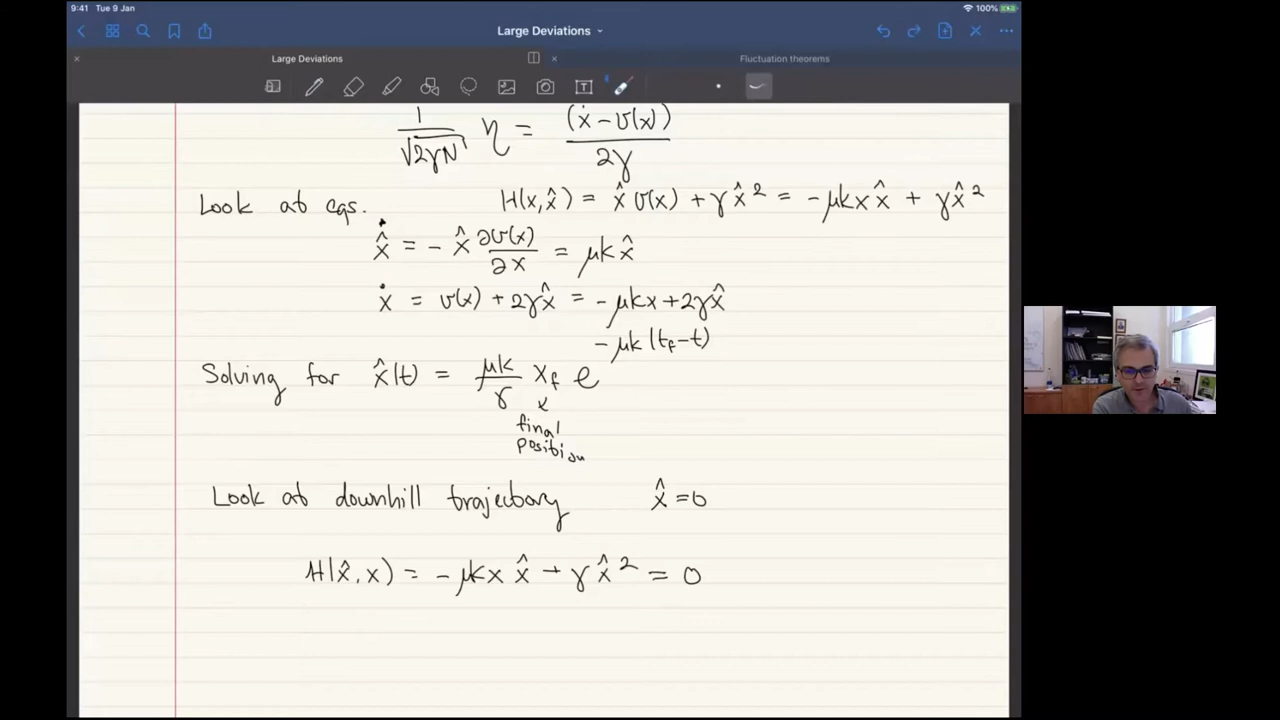 9:41 Tue 9 Jan
100%
Large Deviations
Large Deviations
Fluctuation theorems
1/√(2γN) η = (ẋ - v(x))/2γ
Look at eqs. H(x, x̂) = x̂ v(x) + γ x̂² = - μkx x̂ + γ x̂²
x̂̇ = - x̂ ∂v(x)/∂x = μk x̂
ẋ = v(x) + 2γx̂ = - μkx + 2γx̂
Solving for x̂(t) = μk/γ x_f e^{-μk(t_f-t)}
final
position
Look at downhill trajectory x̂ = 0
H(x̂, x) = - μkx x̂ + γ x̂² = 0